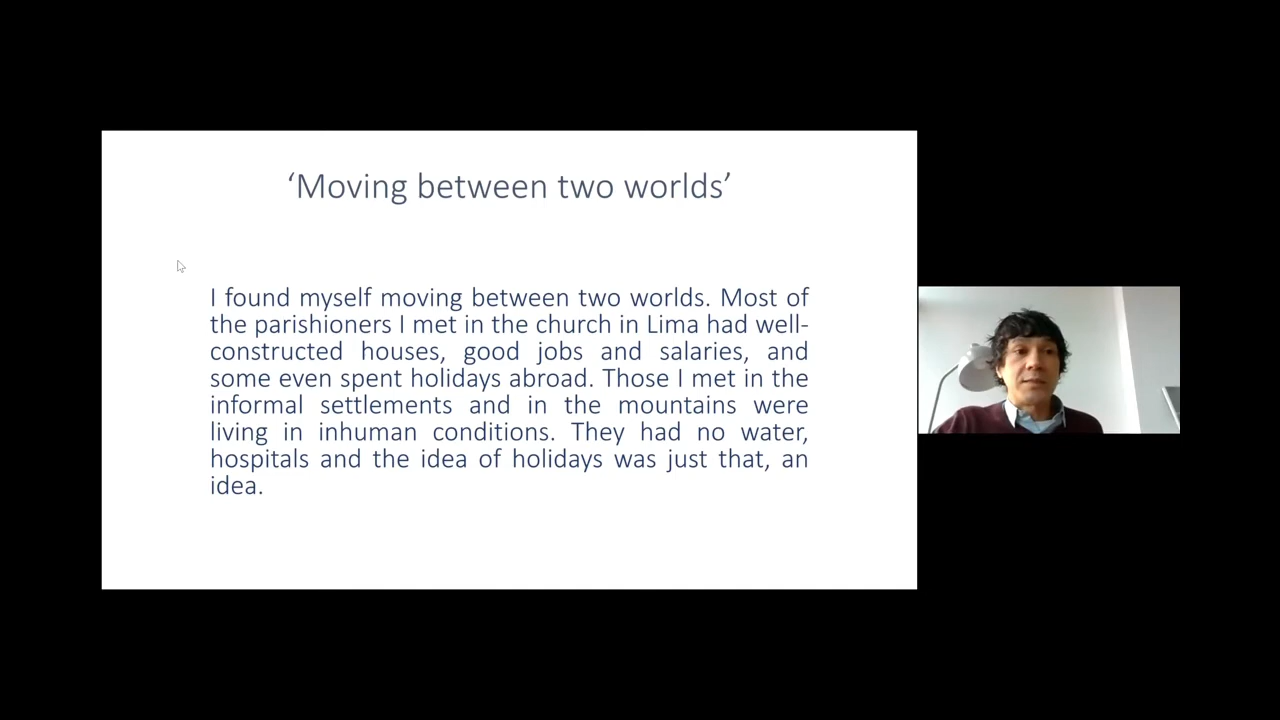 ‘Moving between two worlds’
I found myself moving between two worlds. Most of
the parishioners I met in the church in Lima had well-
constructed houses, good jobs and salaries, and
some even spent holidays abroad. Those I met in the
informal settlements and in the mountains were
living in inhuman conditions. They had no water,
hospitals and the idea of holidays was just that, an
idea.